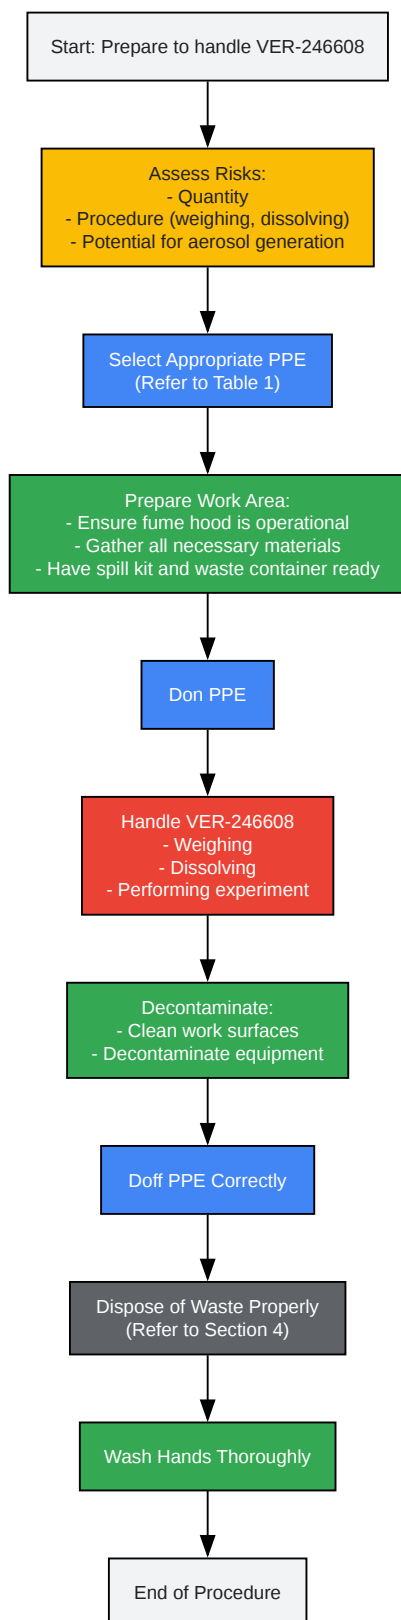 Start: Prepare to handle VER-246608
Assess Risks:
- Quantity
- Procedure (weighing, dissolving)
- Potential for aerosol generation
Select Appropriate PPE
(Refer to Table 1)
Prepare Work Area:
- Ensure fume hood is operational
- Gather all necessary materials
- Have spill kit and waste container ready
Don PPE
Handle VER-246608
- Weighing
- Dissolving
- Performing experiment
Decontaminate:
- Clean work surfaces
- Decontaminate equipment
Doff PPE Correctly
Dispose of Waste Properly
(Refer to Section 4)
Wash Hands Thoroughly
End of Procedure